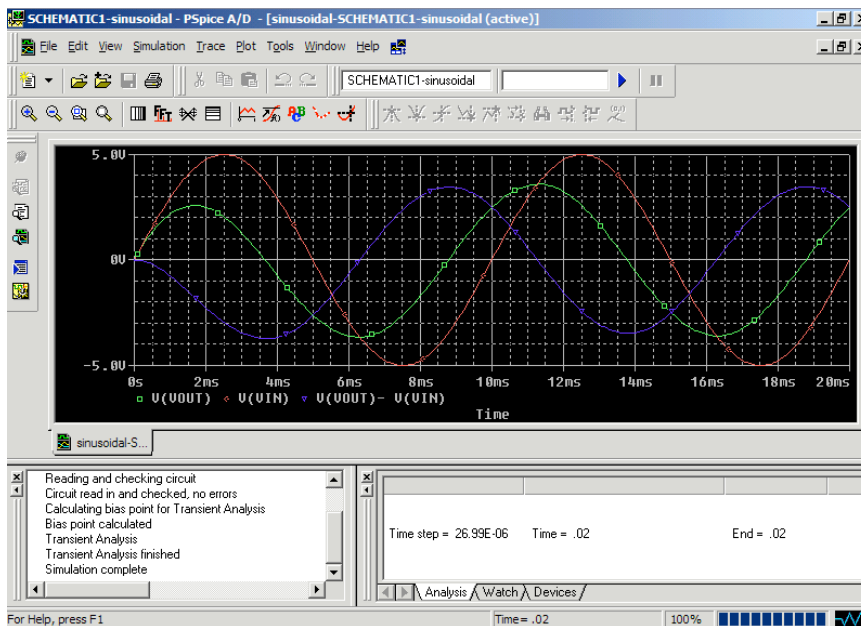 SCHEMATIC1-sinusoidal - PSpice A/D - [sinusoidal-SCHEMATIC1-sinusoidal (active)]
File Edit View Simulation Trace Plot Tools Window Help
SCHEMATIC1-sinusoidal
FFT
ABC
5.0V
0V
-5.0V
0s 2ms 4ms 6ms 8ms 10ms 12ms 14ms 16ms 18ms 20ms
V(VOUT) V(VIN) V(VOUT)- V(VIN)
Time
sinusoidal-S...
Reading and checking circuit
Circuit read in and checked, no errors
Calculating bias point for Transient Analysis
Bias point calculated
Transient Analysis
Transient Analysis finished
Simulation complete
Time step = 26.99E-06 Time = .02 End = .02
Analysis Watch Devices
For Help, press F1 Time= .02 100%